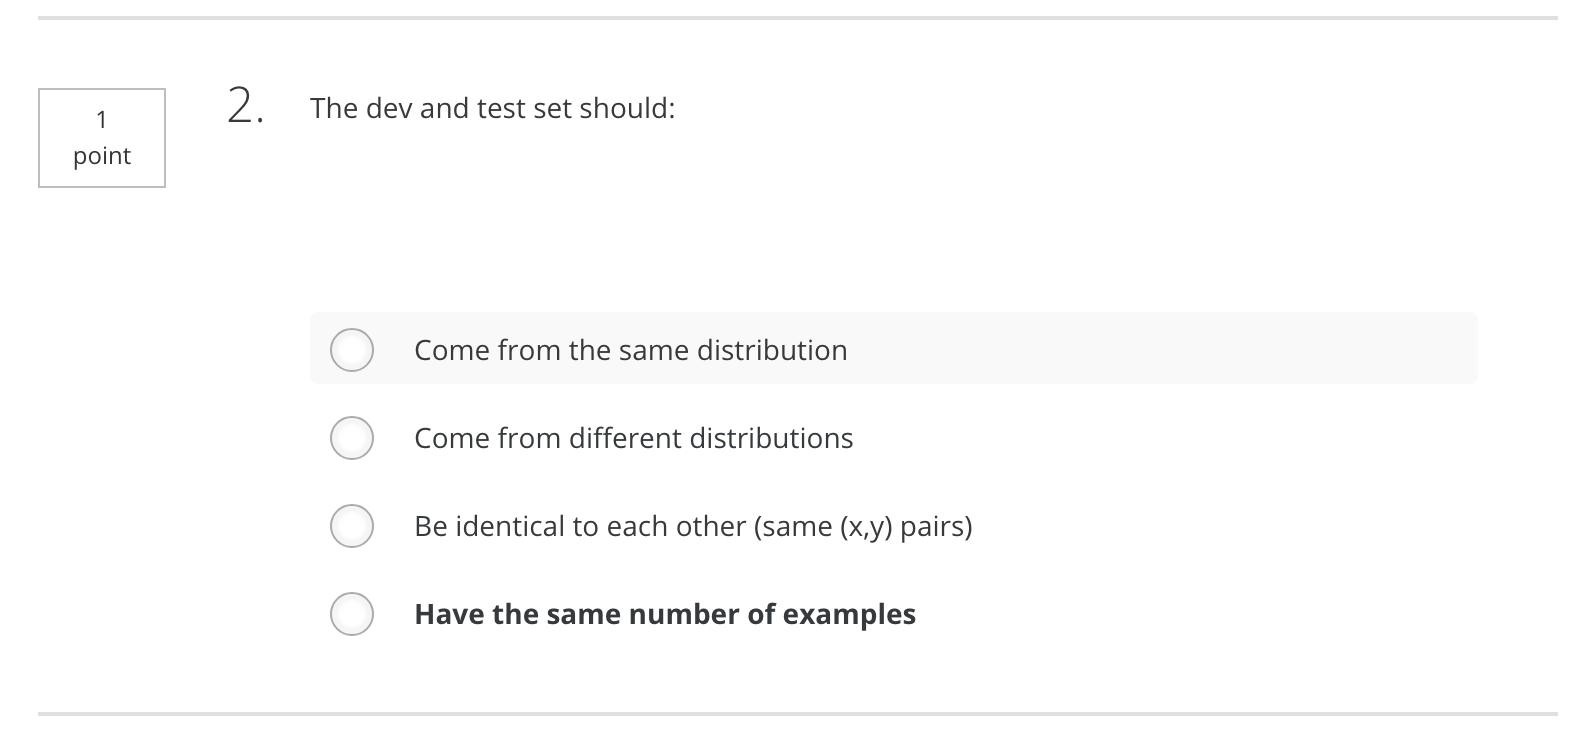 1
point
2.
The dev and test set should:
Come from the same distribution
Come from different distributions
Be identical to each other (same (x,y) pairs)
Have the same number of examples